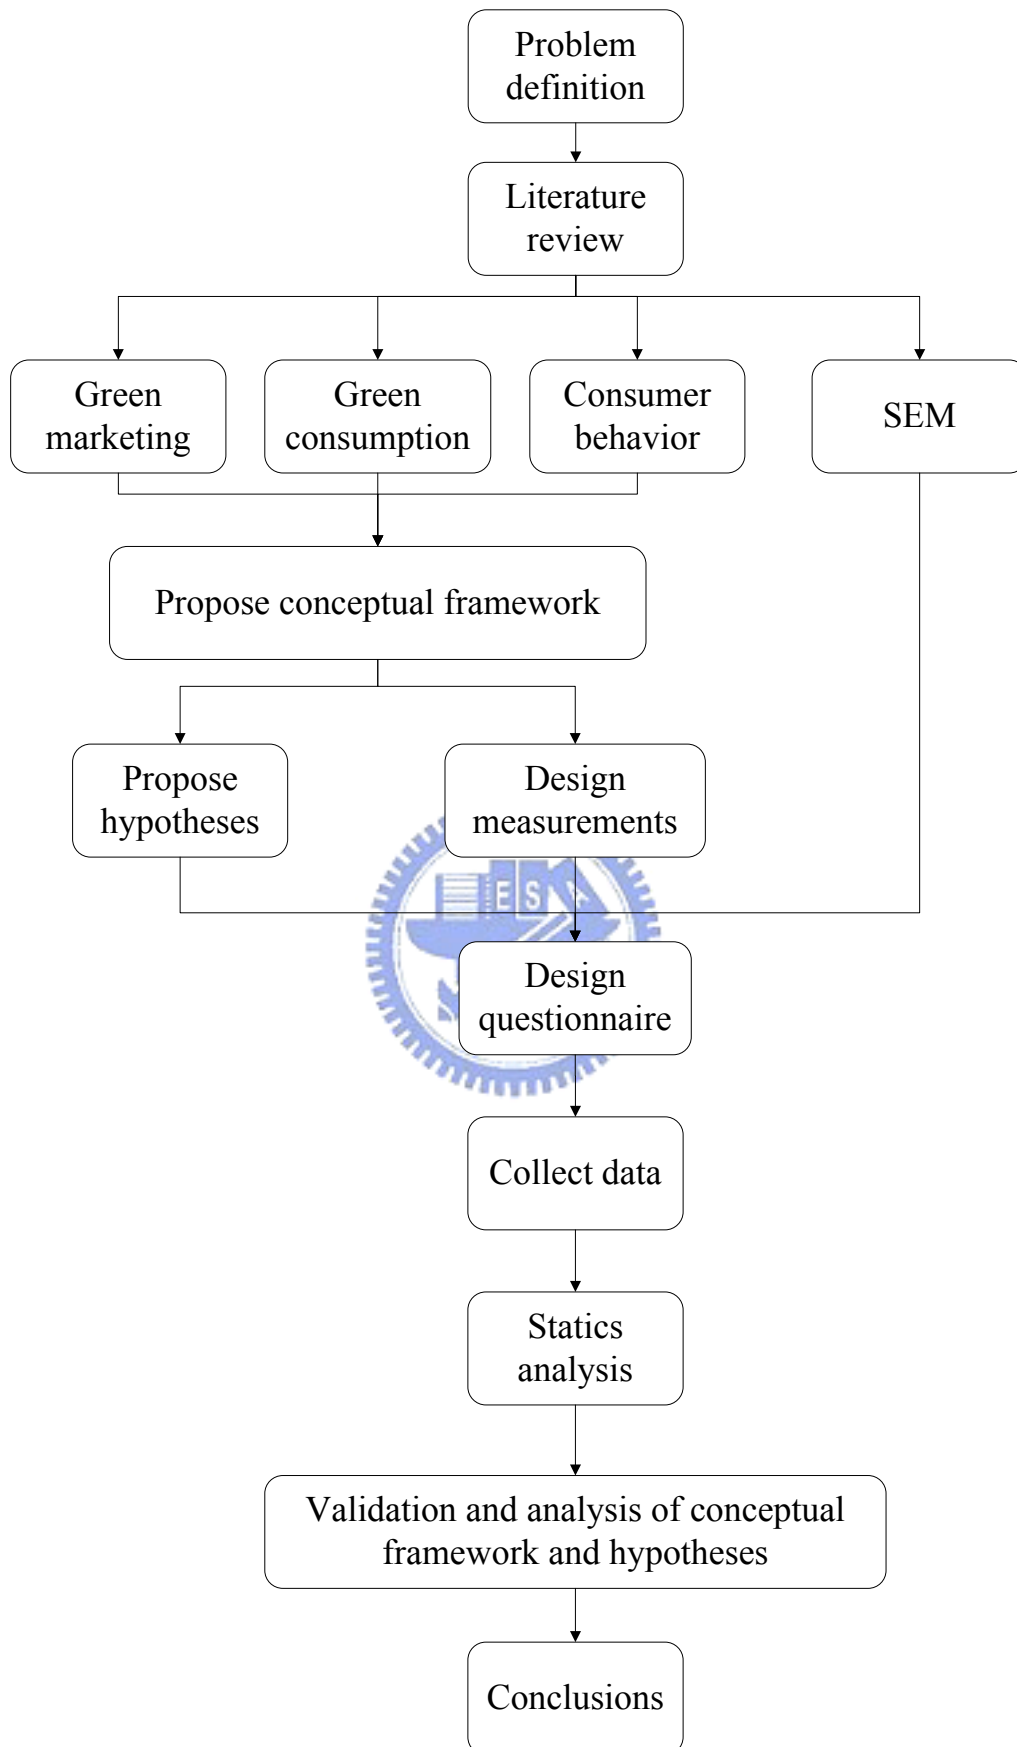 Problem
definition
Literature
review
Green
marketing
Green
consumption
Consumer
behavior
SEM
Propose conceptual framework
Propose
hypotheses
Design
measurements
E S
Design
questionnaire
Collect data
Statics
analysis
Validation and analysis of conceptual
framework and hypotheses
Conclusions